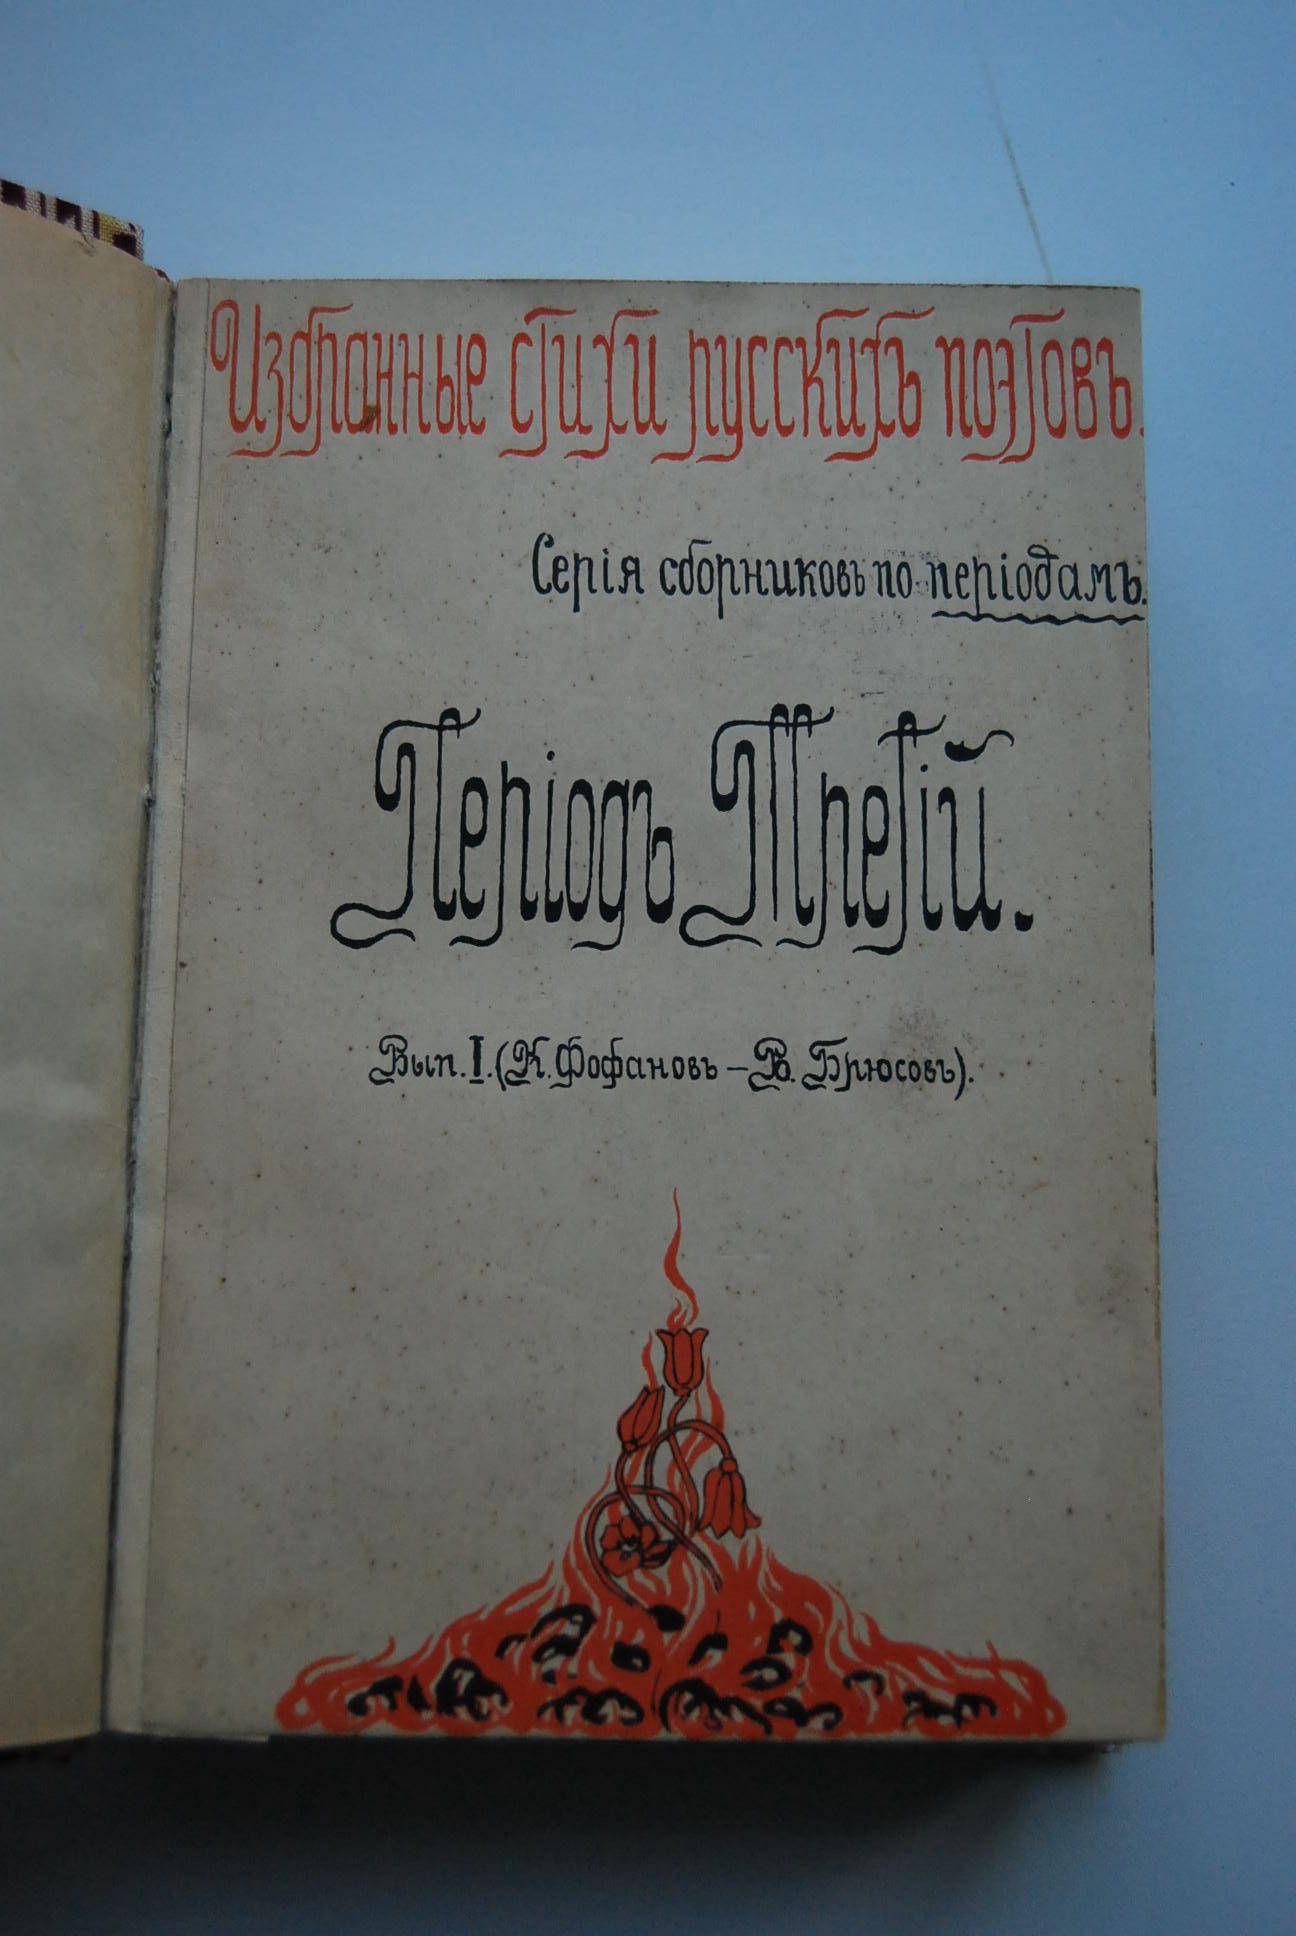 Избранные стихи русскихъ поэтовъ.
Серія сборниковъ по періодамъ.
Періодъ Третій.
Вып. I. (К. Фофановъ – В. Брюсовъ).